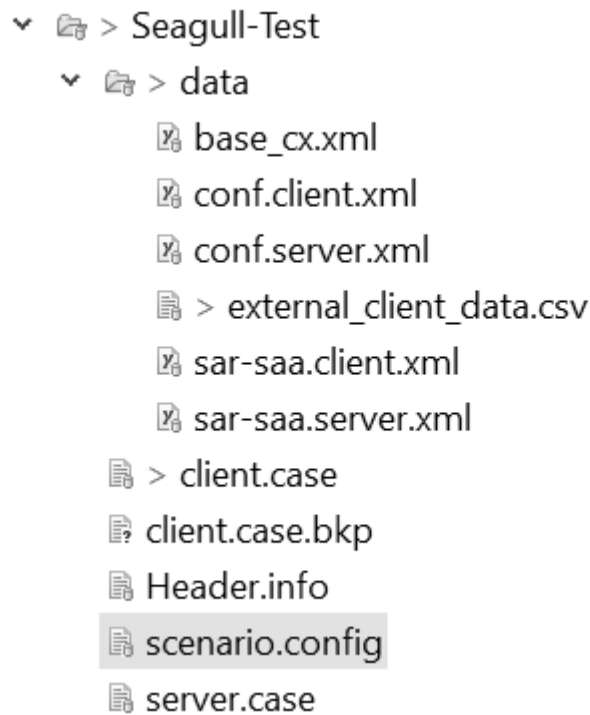 > Seagull-Test
> data
base_cx.xml
conf.client.xml
conf.server.xml
> external_client_data.csv
sar-saa.client.xml
sar-saa.server.xml
> client.case
client.case.bkp
Header.info
scenario.config
server.case